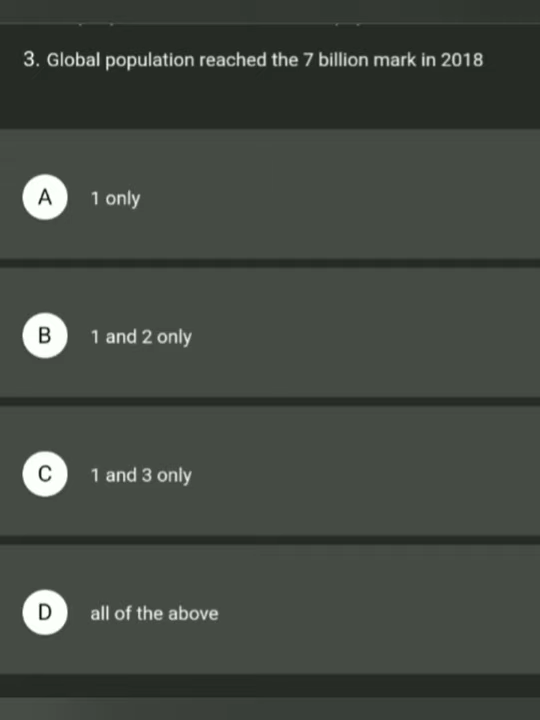 3. Global population reached the 7 billion mark in 2018
A 1 only
B 1 and 2 only
C 1 and 3 only
D all of the above